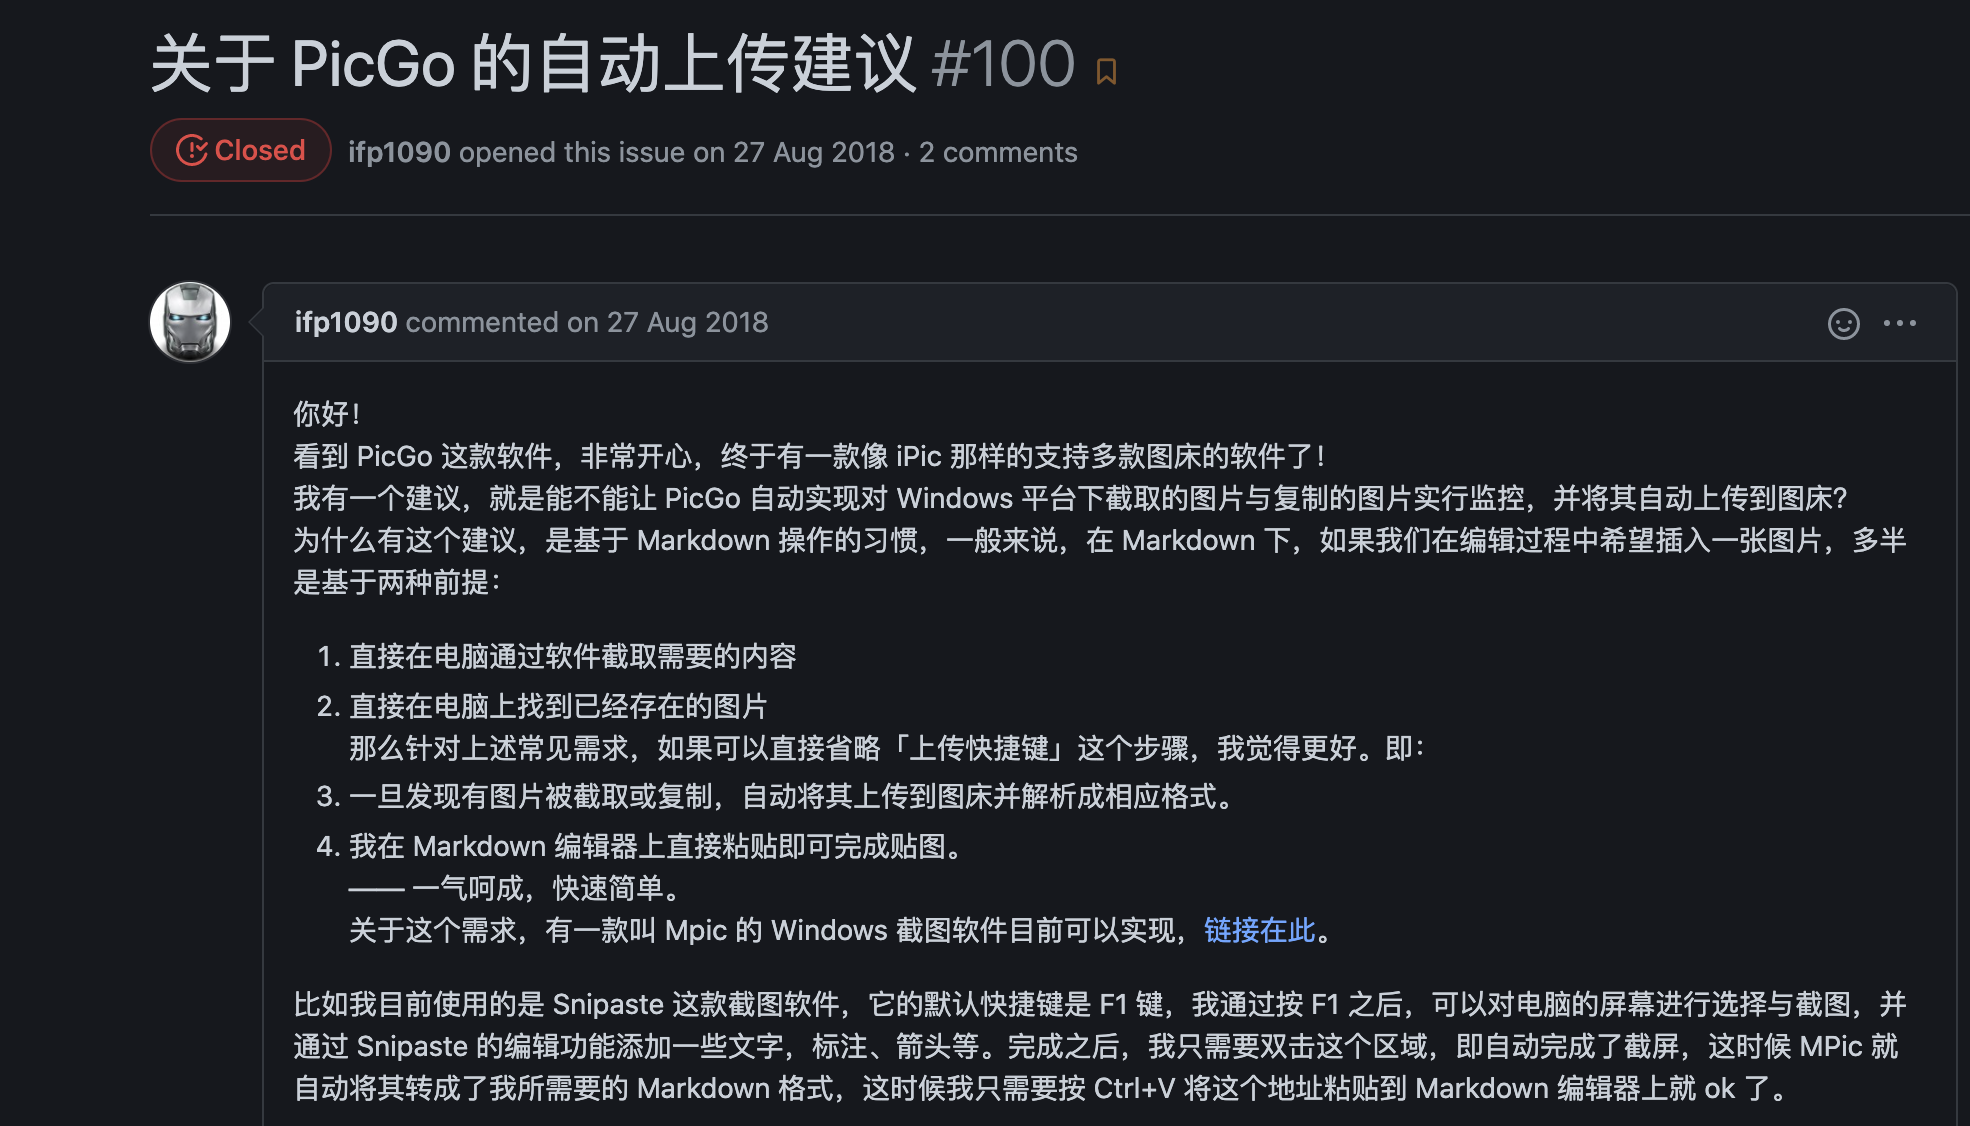 关于 PicGo 的自动上传建议 #100
Closed ifp1090 opened this issue on 27 Aug 2018 · 2 comments
ifp1090 commented on 27 Aug 2018
你好！
看到 PicGo 这款软件，非常开心，终于有一款像 iPic 那样的支持多款图床的软件了！
我有一个建议，就是能不能让 PicGo 自动实现对 Windows 平台下截取的图片与复制的图片实行监控，并将其自动上传到图床？
为什么有这个建议，是基于 Markdown 操作的习惯，一般来说，在 Markdown 下，如果我们在编辑过程中希望插入一张图片，多半
是基于两种前提：
1. 直接在电脑通过软件截取需要的内容
2. 直接在电脑上找到已经存在的图片
那么针对上述常见需求，如果可以直接省略「上传快捷键」这个步骤，我觉得更好。即：
3. 一旦发现有图片被截取或复制，自动将其上传到图床并解析成相应格式。
4. 我在 Markdown 编辑器上直接粘贴即可完成贴图。
—— 一气呵成，快速简单。
关于这个需求，有一款叫 Mpic 的 Windows 截图软件目前可以实现，链接在此。
比如我目前使用的是 Snipaste 这款截图软件，它的默认快捷键是 F1 键，我通过按 F1 之后，可以对电脑的屏幕进行选择与截图，并
通过 Snipaste 的编辑功能添加一些文字，标注、箭头等。完成之后，我只需要双击这个区域，即自动完成了截屏，这时候 MPic 就
自动将其转成了我所需要的 Markdown 格式，这时候我只需要按 Ctrl+V 将这个地址粘贴到 Markdown 编辑器上就 ok 了。